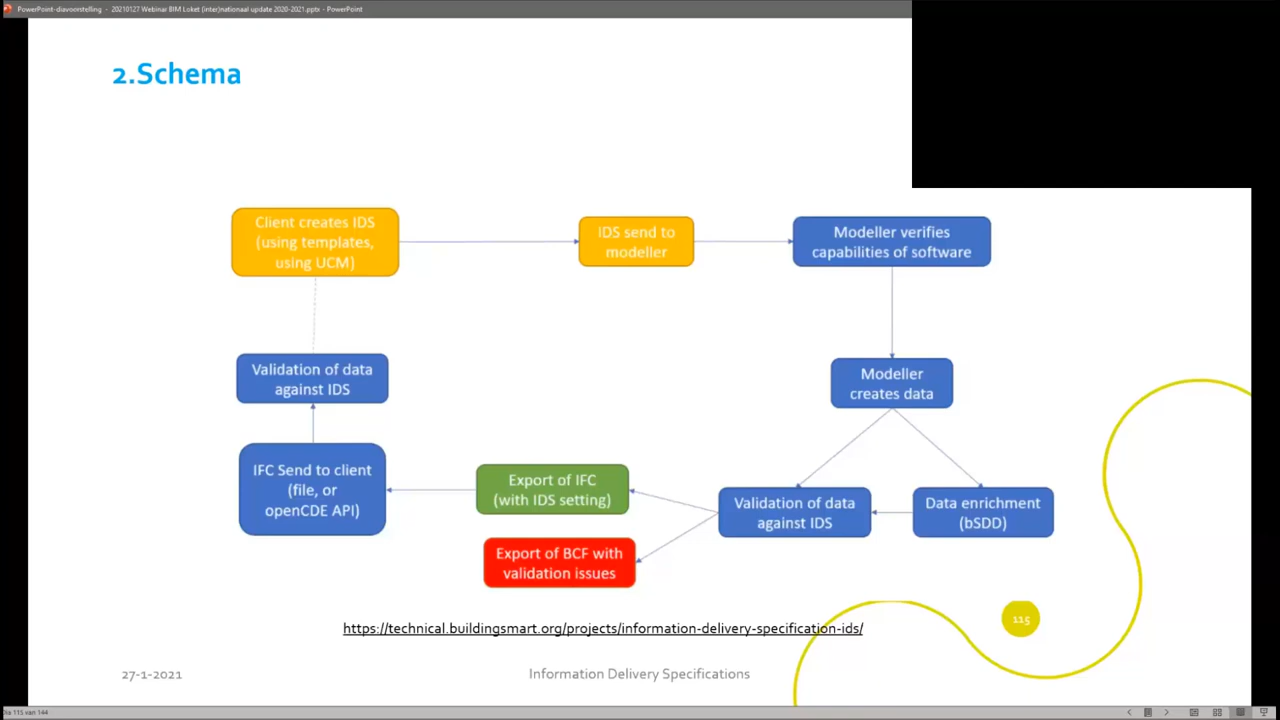 PowerPoint-diavoorstelling - 20210127 Webinar BIM Loket (inter)nationaal update 2020-2021.pptx - PowerPoint
2.Schema
Client creates IDS
(using templates,
using UCM)
IDS send to
modeller
Modeller verifies
capabilities of software
Validation of data
against IDS
Modeller
creates data
IFC Send to client
(file, or
openCDE API)
Export of IFC
(with IDS setting)
Validation of data
against IDS
Data enrichment
(bSDD)
Export of BCF with
validation issues
https://technical.buildingsmart.org/projects/information-delivery-specification-ids/
115
27-1-2021
Information Delivery Specifications
Dia 115 van 144